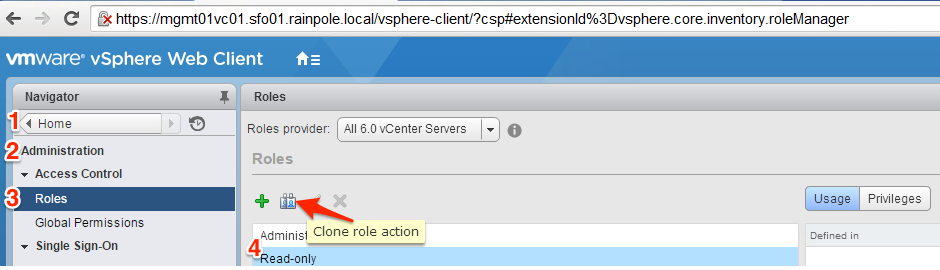 https://mgmt01vc01.sfo01.rainpole.local/vsphere-client/?csp#extensionId%3Dvsphere.core.inventory.roleManager
vmware® vSphere Web Client
Navigator
Roles
1 Home
Roles provider: All 6.0 vCenter Servers
2 Administration
Access Control
Roles
3 Roles
Usage Privileges
Global Permissions
Clone role action
Administ
Defined in
Single Sign-On
4 Read-only